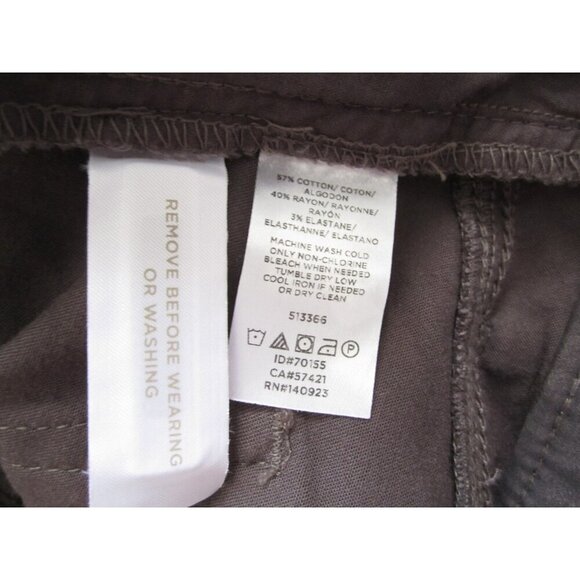 REMOVE BEFORE WEARING
OR WASHING
57% COTTON/ COTON/
ALGODON
40% RAYON/ RAYONNE/
RAYÓN
3% ELASTANE/
ELASTHANNE/ ELASTANO
MACHINE WASH COLD
ONLY NON-CHLORINE
BLEACH WHEN NEEDED
TUMBLE DRY LOW
COOL IRON IF NEEDED
OR DRY CLEAN
513366
P
ID#70155
CA#57421
RN#140923